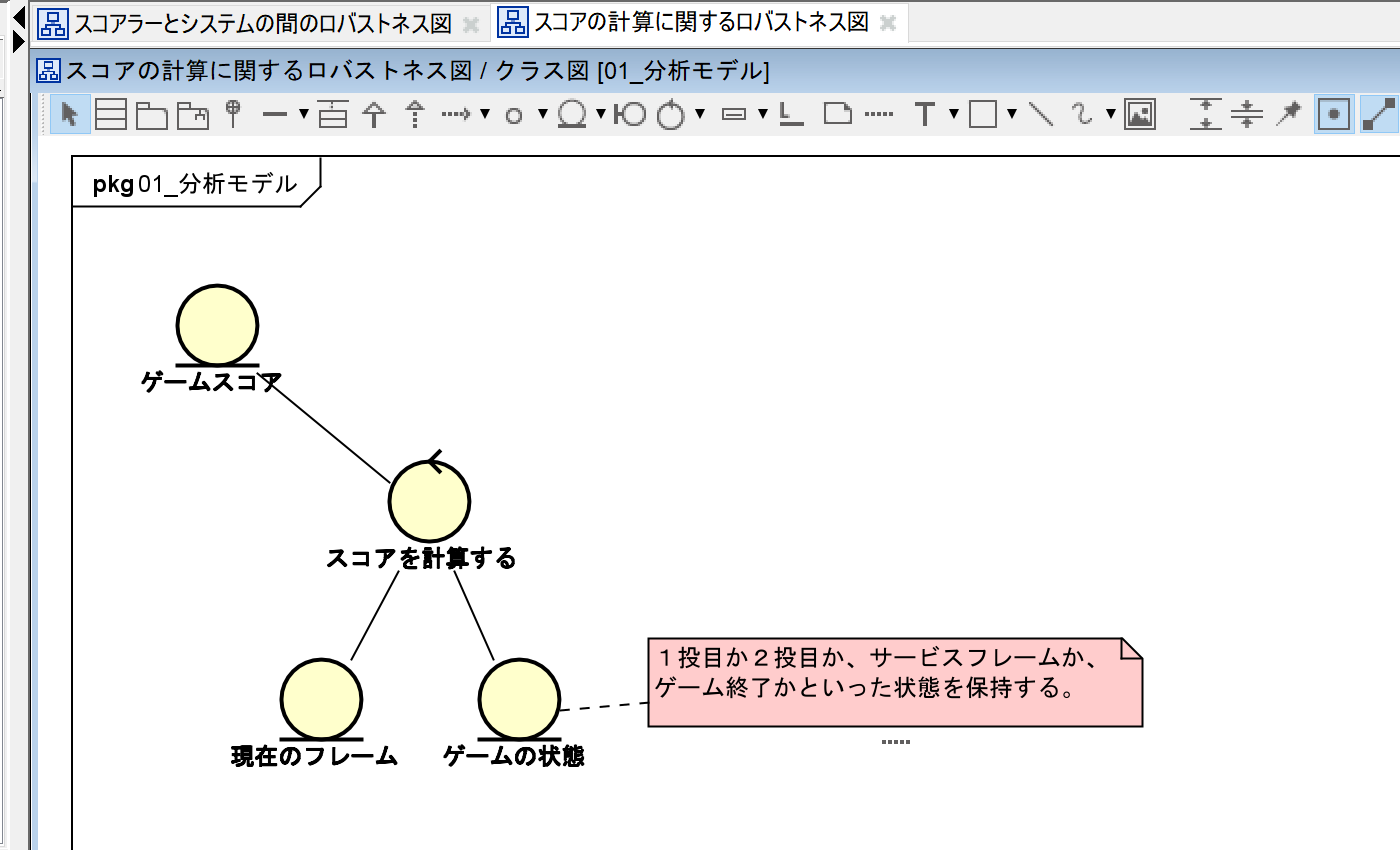 スコアラーとシステムの間のロバストネス図
スコアの計算に関するロバストネス図
スコアの計算に関するロバストネス図 / クラス図 [01_分析モデル]
pkg 01_分析モデル
ゲームスコア
スコアを計算する
１投目か２投目か、サービスフレームか、
ゲーム終了かといった状態を保持する。
現在のフレーム
ゲームの状態